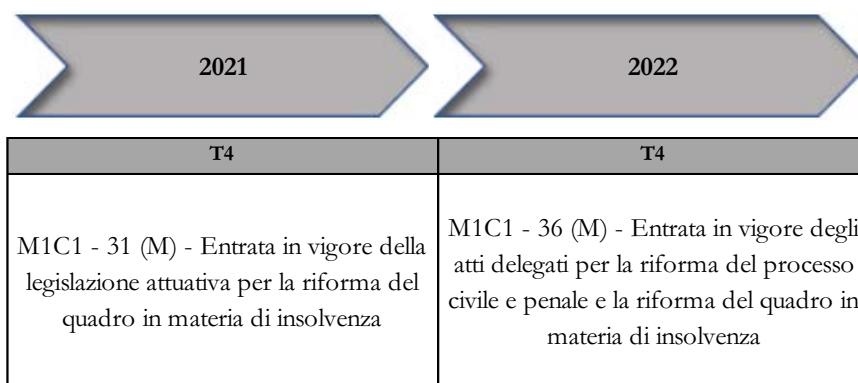 2021
2022
T4
T4
M1C1 - 31 (M) - Entrata in vigore della
legislazione attuativa per la riforma del
quadro in materia di insolvenza
M1C1 - 36 (M) - Entrata in vigore degli
atti delegati per la riforma del processo
civile e penale e la riforma del quadro in
materia di insolvenza